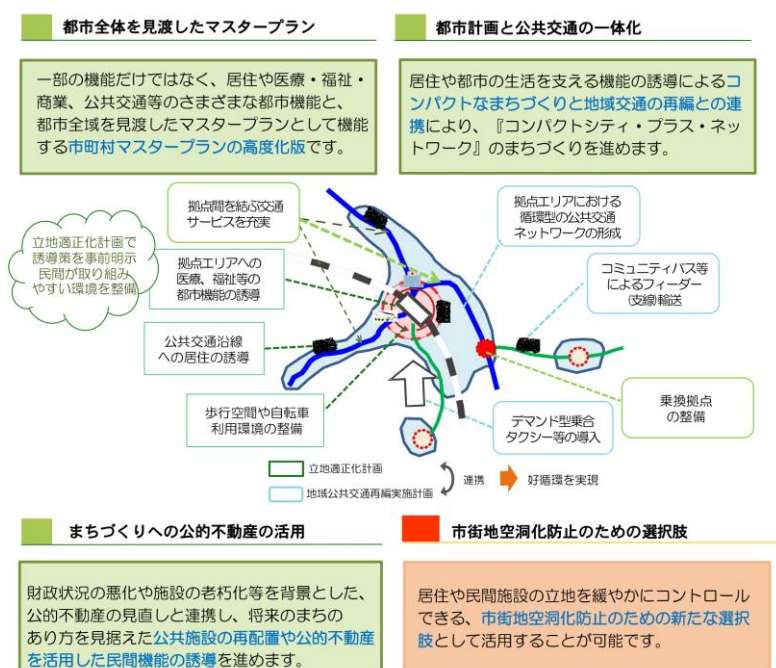 都市全体を見渡したマスタープラン
都市計画と公共交通の一体化
一部の機能だけではなく、居住や医療・福祉・
商業、公共交通等のさまざまな都市機能と、
都市全域を見渡したマスタープランとして機能
する市町村マスタープランの高度化版です。
居住や都市の生活を支える機能の誘導によるコ
ンパクトなまちづくりと地域交通の再編との連
携により、『コンパクトシティ・プラス・ネッ
トワーク』のまちづくりを進めます。
拠点間を結ぶ交通
サービスを充実
拠点エリアにおける
循環型の公共交通
ネットワークの形成
立地適正化計画で
誘導策を事前明示
民間が取り組み
やすい環境を整備
拠点エリアへの
医療、福祉等の
都市機能の誘導
コミュニティバス等
によるフィーダー
(支線)輸送
公共交通沿線
への居住の誘導
歩行空間や自転車
利用環境の整備
デマンド型乗合
タクシー等の導入
乗換拠点
の整備
立地適正化計画
地域公共交通再編実施計画
連携
好循環を実現
まちづくりへの公的不動産の活用
市街地空洞化防止のための選択肢
財政状況の悪化や施設の老朽化等を背景とした、
公的不動産の見直しと連携し、将来のまちの
あり方を見据えた公共施設の再配置や公的不動産
を活用した民間機能の誘導を進めます。
居住や民間施設の立地を緩やかにコントロール
できる、市街地空洞化防止のための新たな選択
肢として活用することが可能です。